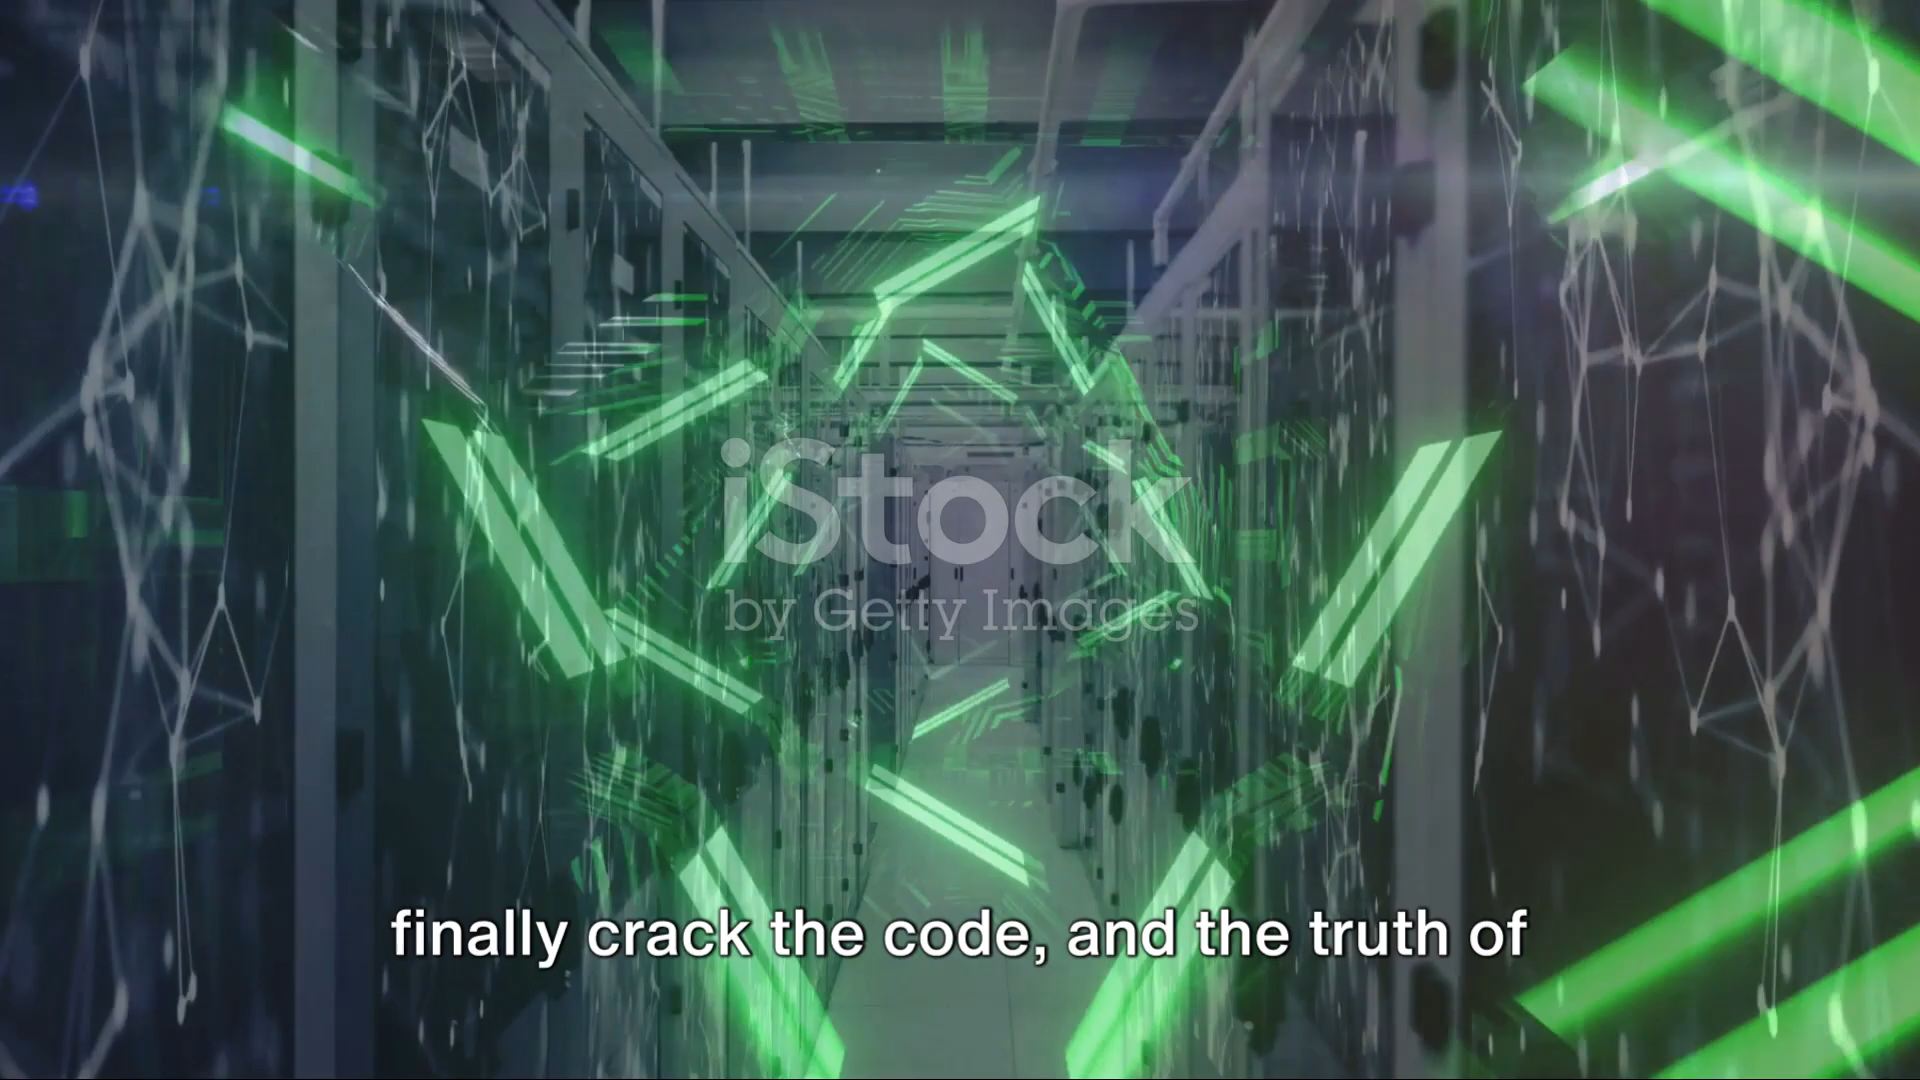 iStock
by Getty Images
finally crack the code, and the truth of